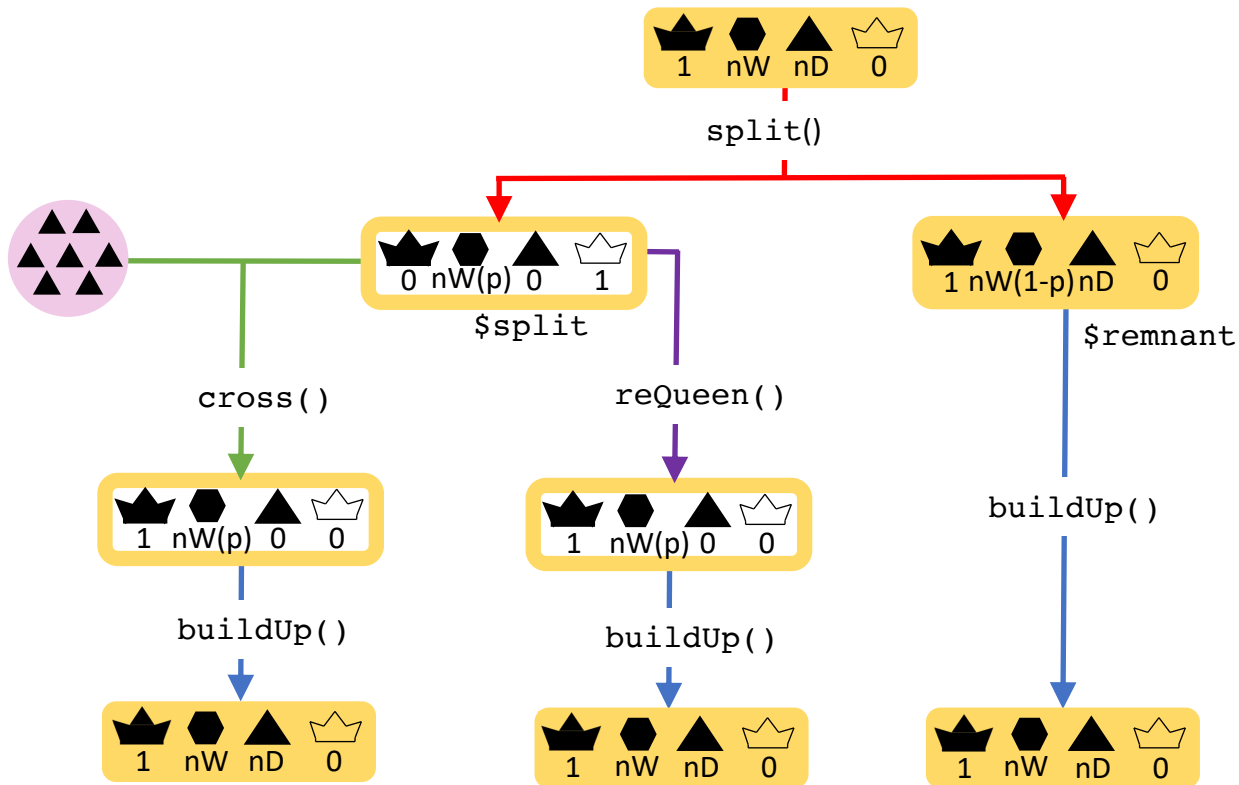 1 nW nD 0
split()
0 nW(p) 0 1
$split
1 nW(1-p) nD 0
$remnant
cross()
reQueen()
1 nW(p) 0 0
1 nW(p) 0 0
buildUp()
buildUp()
buildUp()
1 nW nD 0
1 nW nD 0
1 nW nD 0